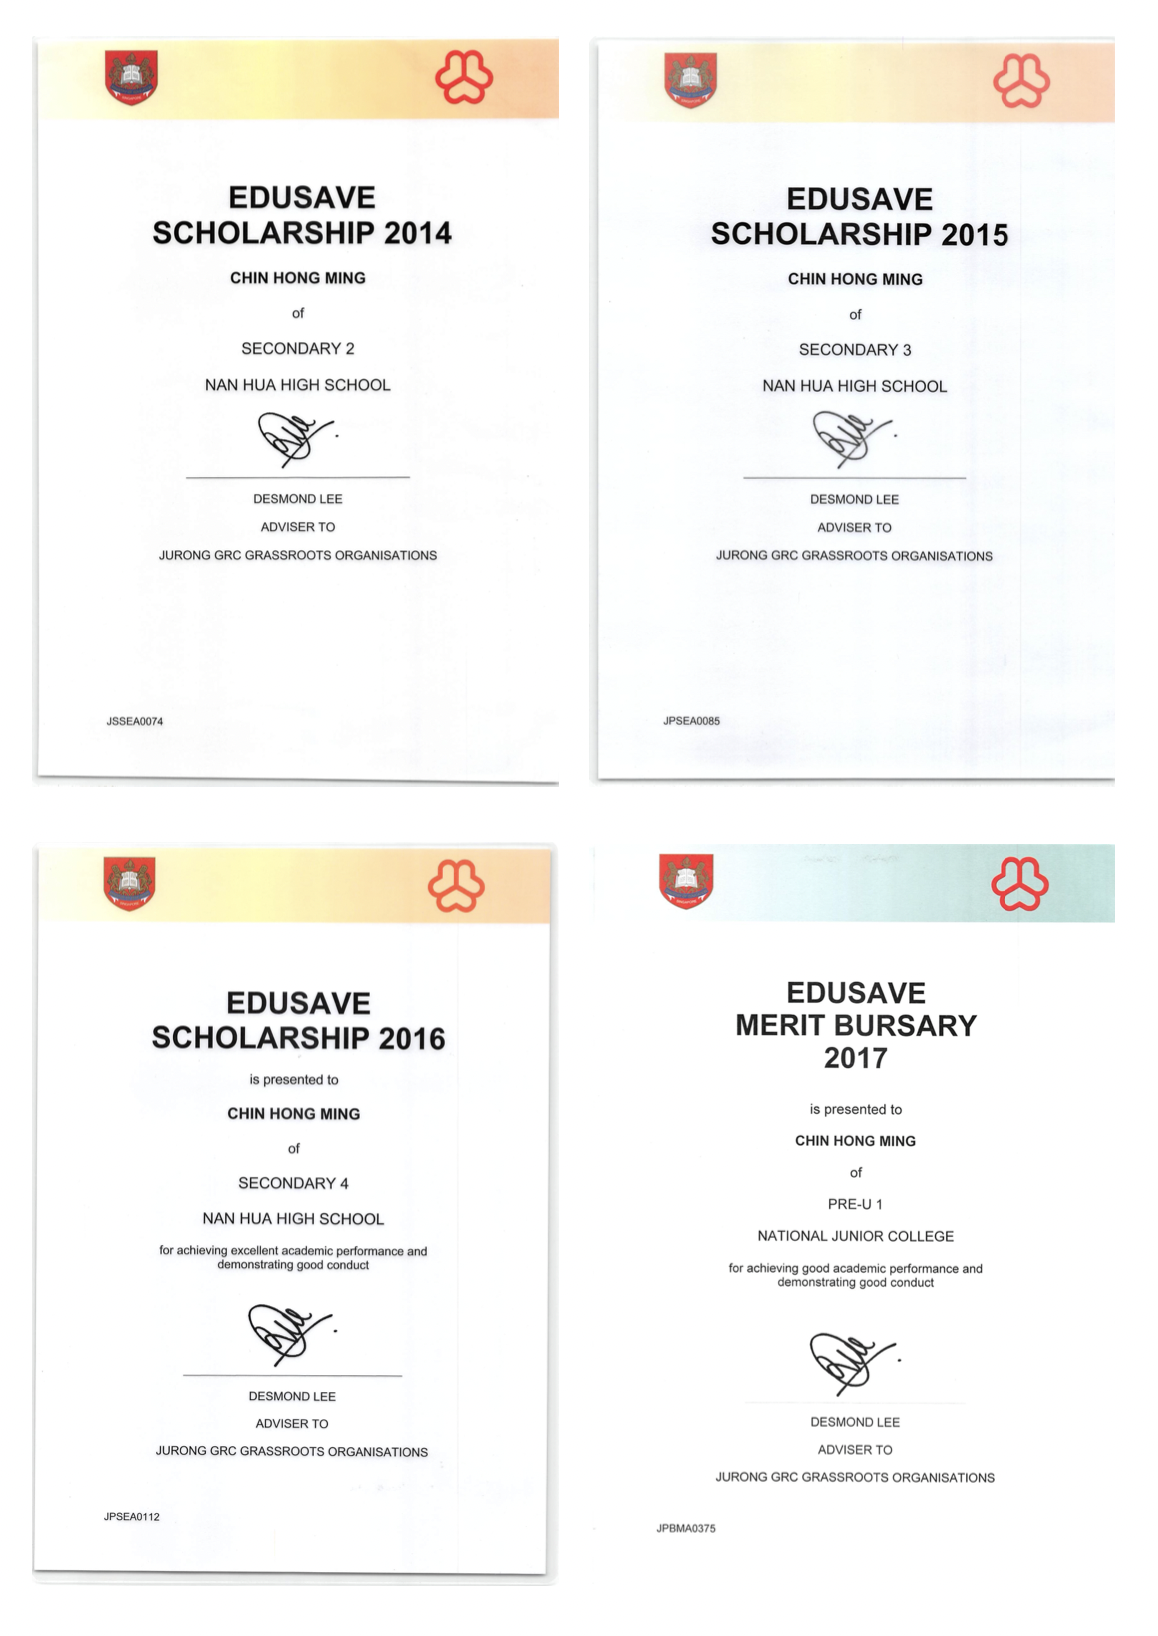 EDUSAVE
SCHOLARSHIP 2014
CHIN HONG MING
of
SECONDARY 2
NAN HUA HIGH SCHOOL
DESMOND LEE
ADVISER TO
JURONG GRC GRASSROOTS ORGANISATIONS
JSSEA0074
EDUSAVE
SCHOLARSHIP 2015
CHIN HONG MING
of
SECONDARY 3
NAN HUA HIGH SCHOOL
DESMOND LEE
ADVISER TO
JURONG GRC GRASSROOTS ORGANISATIONS
JPSEA0085
EDUSAVE
SCHOLARSHIP 2016
is presented to
CHIN HONG MING
of
SECONDARY 4
NAN HUA HIGH SCHOOL
for achieving excellent academic performance and
demonstrating good conduct
DESMOND LEE
ADVISER TO
JURONG GRC GRASSROOTS ORGANISATIONS
JPSEA0112
EDUSAVE
MERIT BURSARY
2017
is presented to
CHIN HONG MING
of
PRE-U 1
NATIONAL JUNIOR COLLEGE
for achieving good academic performance and
demonstrating good conduct
DESMOND LEE
ADVISER TO
JURONG GRC GRASSROOTS ORGANISATIONS
JPBMA0375